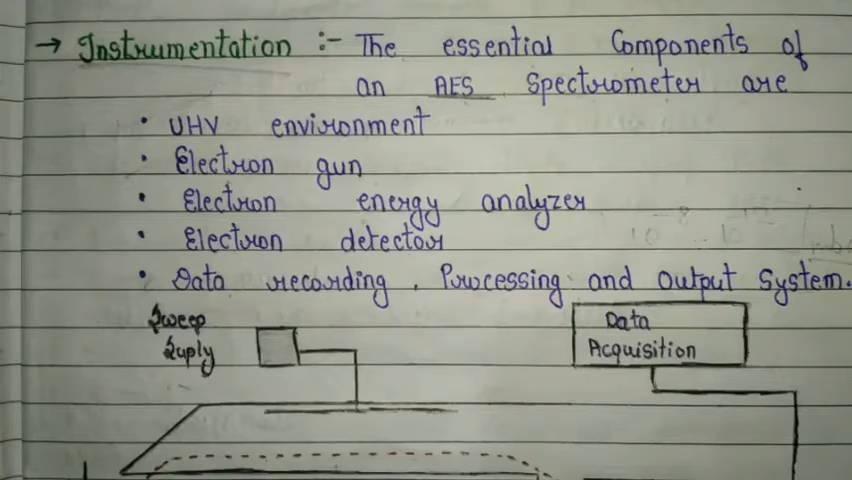 → Instrumentation :- The essential Components of
an AES Spectrometer are
• UHV environment
• Electron gun
• Electron energy analyzer
• Electron detector
• Data recording, Processing and Output System.
Sweep
Suply
Data
Acquisition